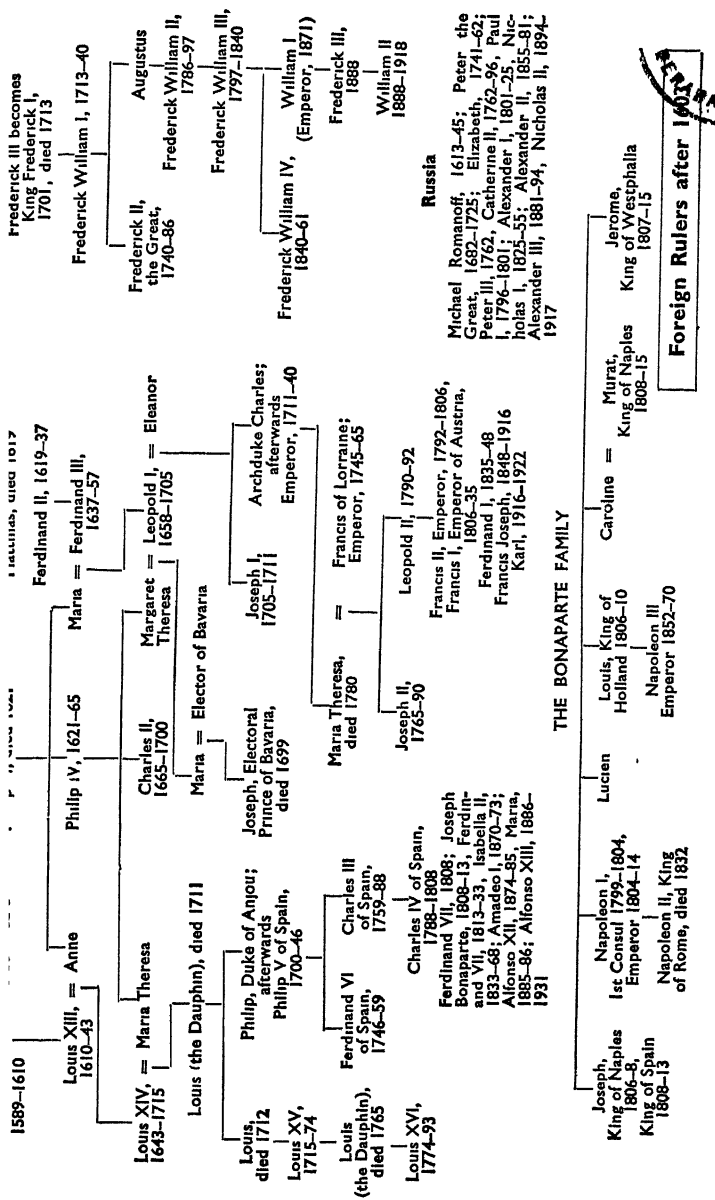 1589–1610
Louis XIII, = Anne
1610–43
Louis XIV, = Maria Theresa
1643–1715
Louis (the Dauphin), died 1711
Louis,
died 1712
Louis XV,
1715–74
Louis
(the Dauphin),
died 1765
Louis XVI,
1774–93
Philip, Duke of Anjou;
afterwards
Philip V of Spain,
1700–46
Ferdinand VI
of Spain,
1746–59
Charles III
of Spain,
1759–88
Charles IV of Spain,
1788–1808
Ferdinand VII, 1808; Joseph
Bonaparte, 1808–13, Ferdin-
and VII, 1813–33, Isabella II,
1833–68; Amadeo I, 1870–73;
Alfonso XII, 1874–85, Maria,
1885–86; Alfonso XIII, 1886–
1931
Philip IV, 1621–65
Charles II,
1665–1700
Maria = Elector of Bavaria
Joseph, Electoral
Prince of Bavaria,
died 1699
Matthias, died 1619
Ferdinand II, 1619–37
Maria = Ferdinand III,
1637–57
Margaret = Leopold I, = Eleanor
Theresa 1658–1705
Joseph I,
1705–1711
Archduke Charles;
afterwards
Emperor, 1711–40
Maria Theresa, = Francis of Lorraine;
died 1780 Emperor, 1745–65
Joseph II,
1765–90
Leopold II, 1790–92
Francis II, Emperor, 1792–1806,
Francis I, Emperor of Austria,
1806–35
Ferdinand I, 1835–48
Francis Joseph, 1848–1916
Karl, 1916–1922
Frederick III becomes
King Frederick I,
1701, died 1713
Frederick William I, 1713–40
Frederick II,
the Great,
1740–86
Augustus
Frederick William II,
1786–97
Frederick William III,
1797–1840
Frederick William IV,
1840–61
William I
(Emperor, 1871)
Frederick III,
1888
William II
1888–1918
Russia
Michael Romanoff, 1613–45; Peter the
Great, 1682–1725; Elizabeth, 1741–62;
Peter III, 1762, Catherine II, 1762–96, Paul
I, 1796–1801; Alexander I, 1801–25, Nic-
holas I, 1825–55; Alexander II, 1855–81;
Alexander III, 1881–94, Nicholas II, 1894–
1917
THE BONAPARTE FAMILY
Joseph,
King of Naples
1806–8,
King of Spain
1808–13
Napoleon I,
1st Consul 1799–1804,
Emperor 1804–14
Napoleon II, King
of Rome, died 1832
Lucien
Louis, King of
Holland 1806–10
Napoleon III
Emperor 1852–70
Caroline = Murat,
King of Naples
1808–15
Jerome,
King of Westphalia
1807–15
Foreign Rulers after 1603